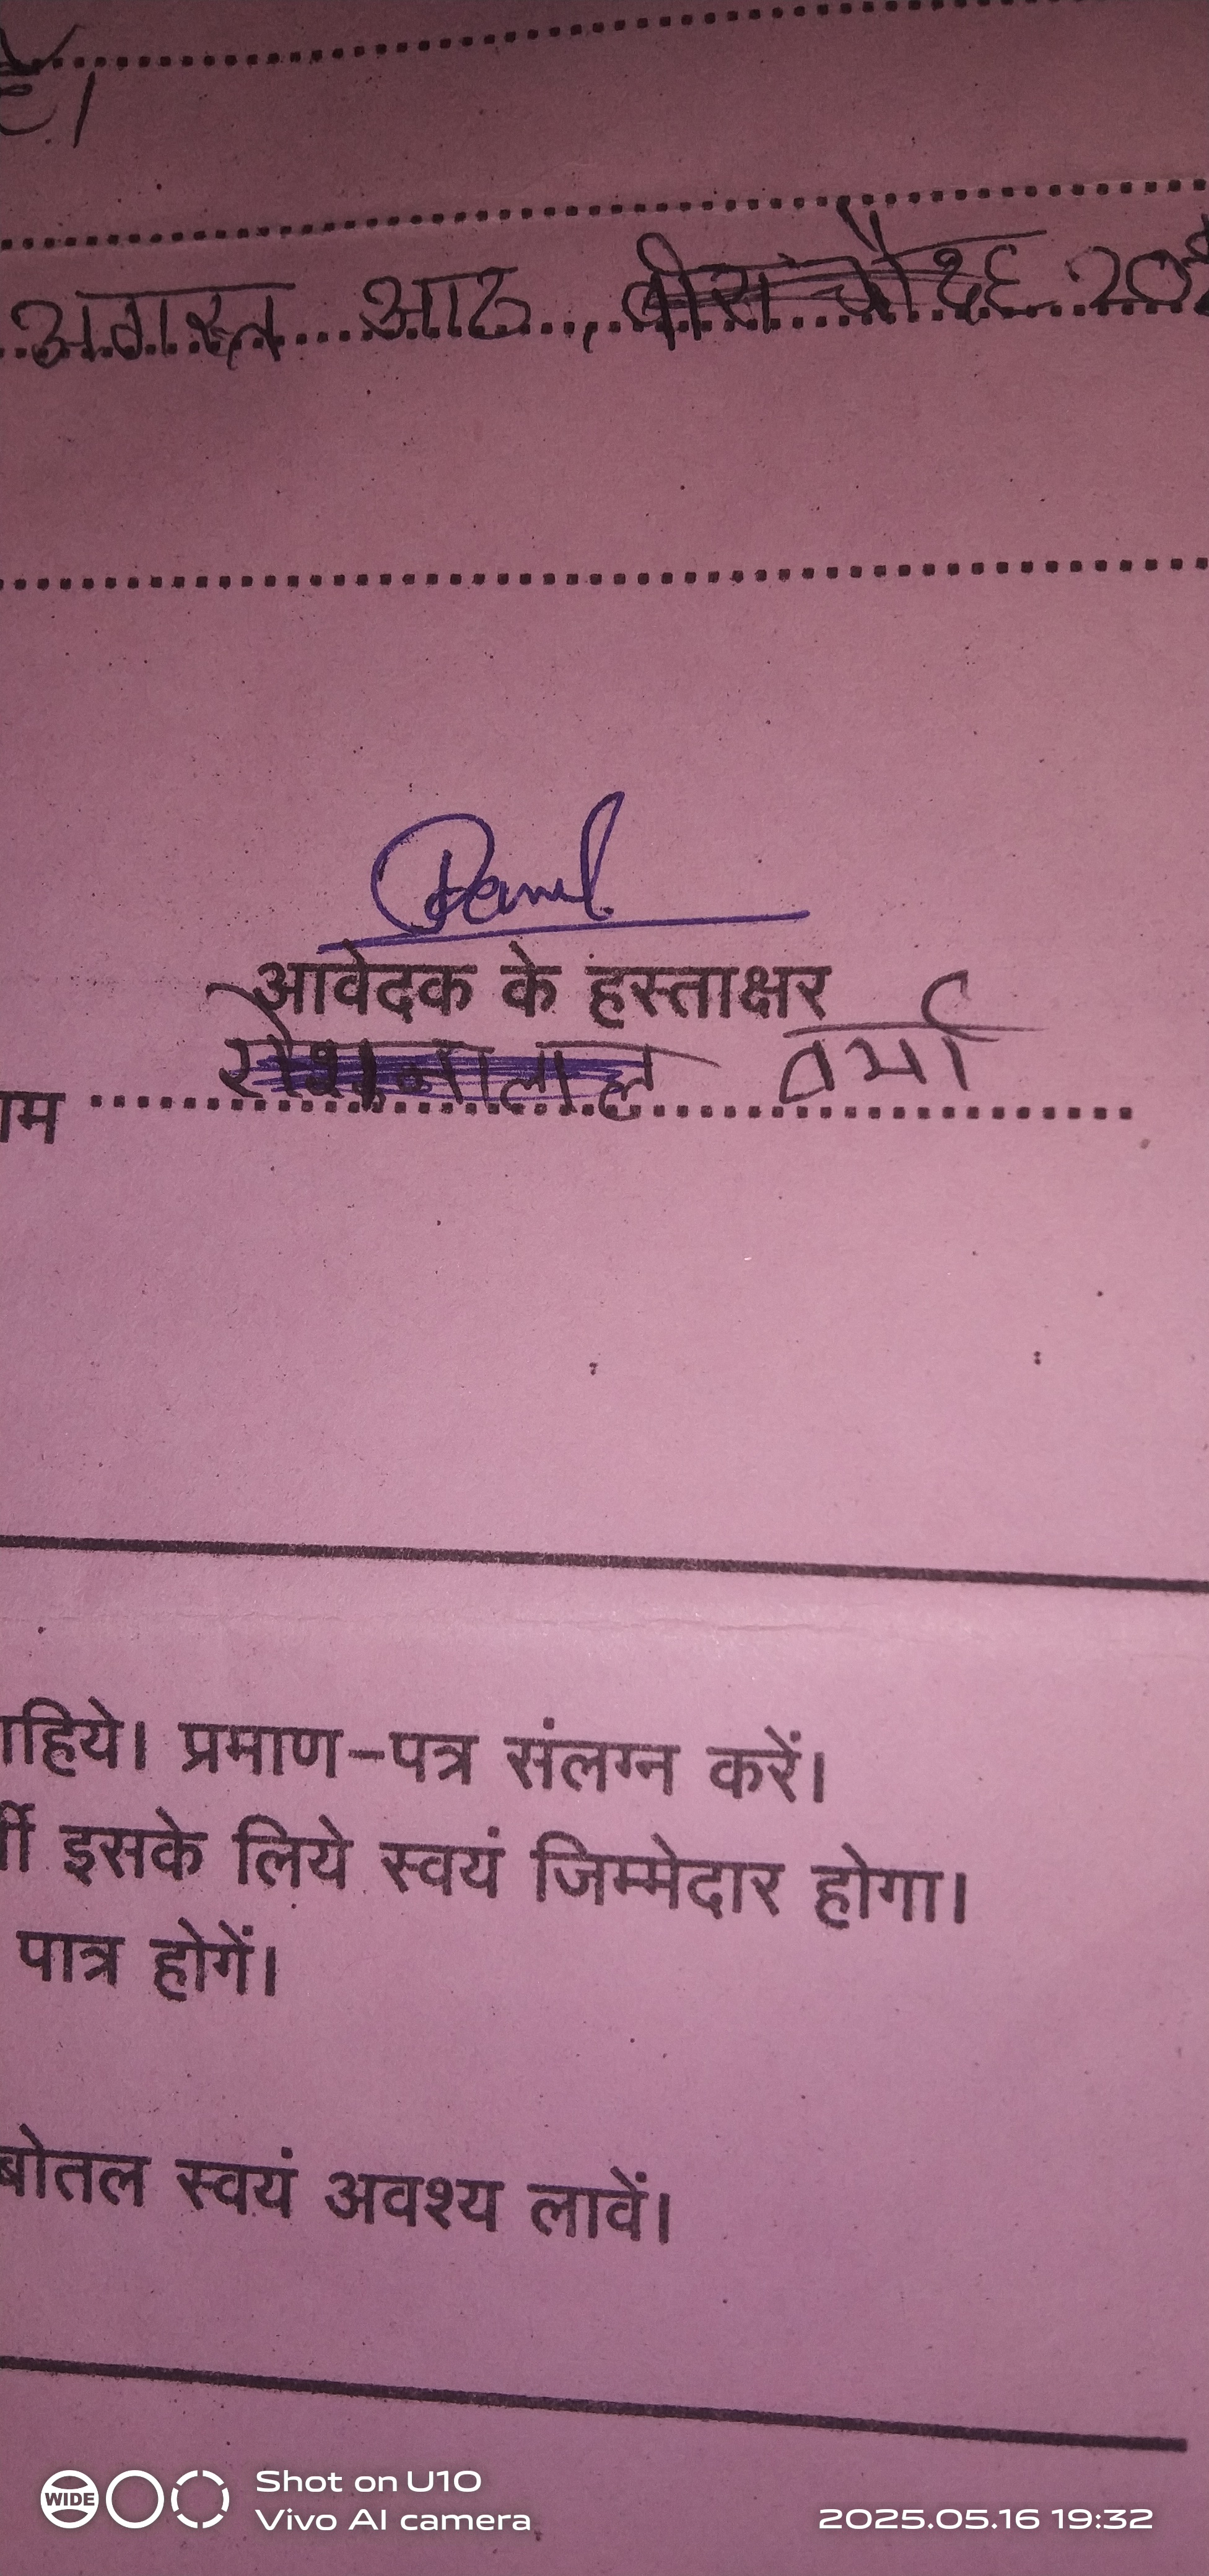 है।
अगस्त आठ, चौदह
आवेदक के हस्ताक्षर
वर्मा
ाम
ाहिये। प्रमाण-पत्र संलग्न करें।
र्थी इसके लिये स्वयं जिम्मेदार होगा।
पात्र होगें।
बोतल स्वयं अवश्य लावें।
WIDE
Shot on U10
Vivo AI camera
2025.05.16 19:32